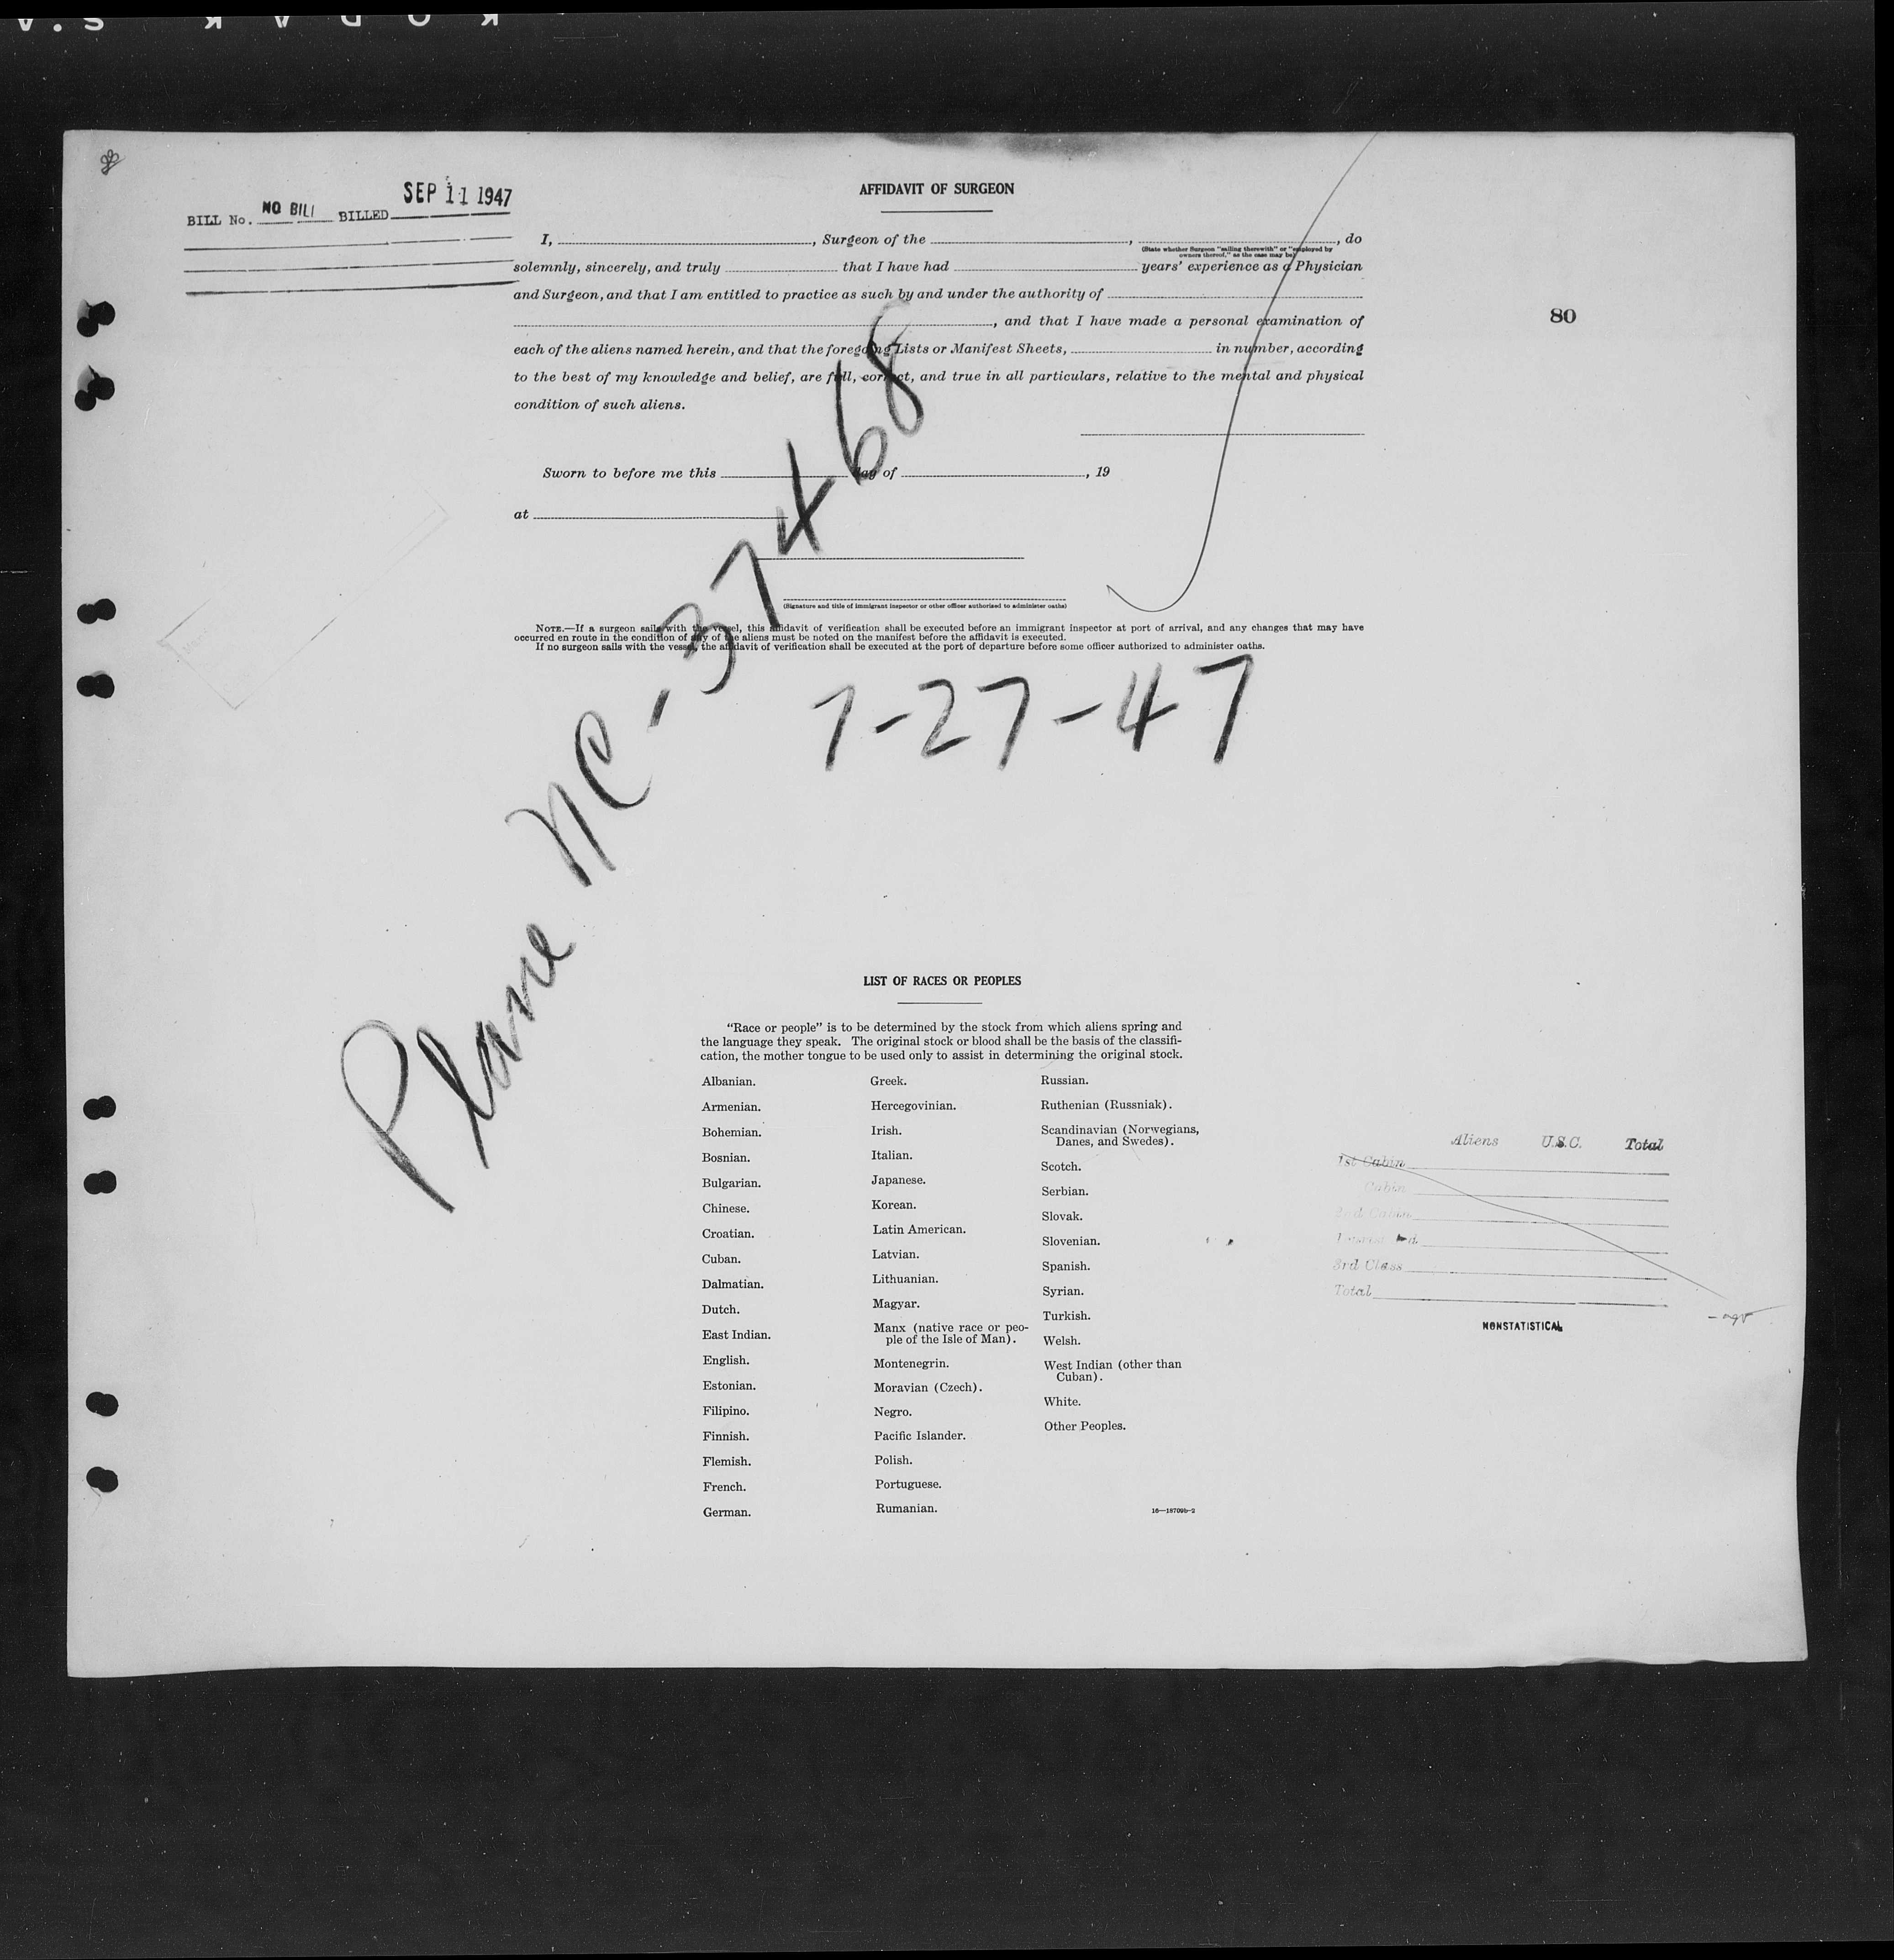 KODAK S.A
SEP 11 1947
BILL No. NO BILL BILLED
AFFIDAVIT OF SURGEON
I, , Surgeon of the , , do
(State whether Surgeon "sailing therewith" or "employed by
owners thereof," as the case may be)
solemnly, sincerely, and truly that I have had years' experience as a Physician
and Surgeon, and that I am entitled to practice as such by and under the authority of
, and that I have made a personal examination of
80
each of the aliens named herein, and that the foregoing Lists or Manifest Sheets, in number, according
to the best of my knowledge and belief, are full, correct, and true in all particulars, relative to the mental and physical
condition of such aliens.
Sworn to before me this day of , 19
at
(Signature and title of immigrant inspector or other officer authorized to administer oaths)
NOTE.—If a surgeon sails with the vessel, this affidavit of verification shall be executed before an immigrant inspector at port of arrival, and any changes that may have
occurred en route in the condition of any of the aliens must be noted on the manifest before the affidavit is executed.
If no surgeon sails with the vessel, the affidavit of verification shall be executed at the port of departure before some officer authorized to administer oaths.
Plane NC-37468
7-27-47
LIST OF RACES OR PEOPLES
"Race or people" is to be determined by the stock from which aliens spring and
the language they speak. The original stock or blood shall be the basis of the classifi-
cation, the mother tongue to be used only to assist in determining the original stock.
Albanian.
Armenian.
Bohemian.
Bosnian.
Bulgarian.
Chinese.
Croatian.
Cuban.
Dalmatian.
Dutch.
East Indian.
English.
Estonian.
Filipino.
Finnish.
Flemish.
French.
German.
Greek.
Hercegovinian.
Irish.
Italian.
Japanese.
Korean.
Latin American.
Latvian.
Lithuanian.
Magyar.
Manx (native race or peo-
ple of the Isle of Man).
Montenegrin.
Moravian (Czech).
Negro.
Pacific Islander.
Polish.
Portuguese.
Rumanian.
Russian.
Ruthenian (Russniak).
Scandinavian (Norwegians,
Danes, and Swedes).
Scotch.
Serbian.
Slovak.
Slovenian.
Spanish.
Syrian.
Turkish.
Welsh.
West Indian (other than
Cuban).
White.
Other Peoples.
16—18709b-2
Aliens U.S.C. Total
1st Cabin
Cabin
2nd Cabin
3rd Class
Total
NONSTATISTICAL